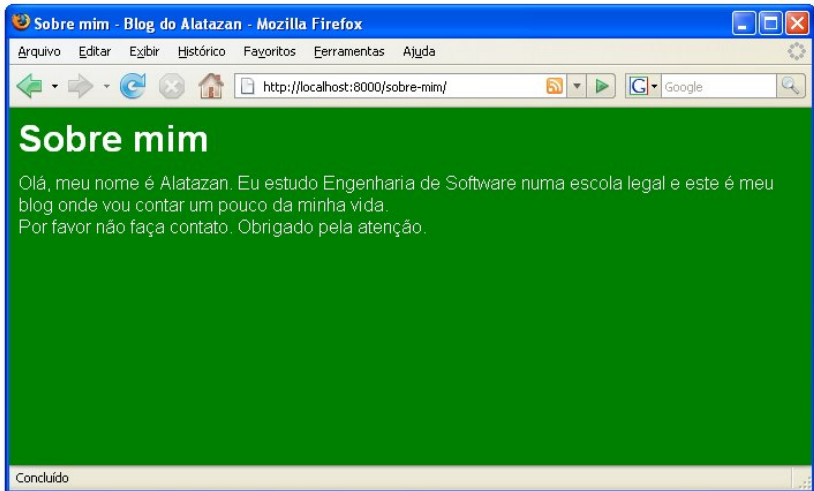 Sobre mim - Blog do Alatazan - Mozilla Firefox
Arquivo Editar Exibir Histórico Favoritos Ferramentas Ajuda
http://localhost:8000/sobre-mim/ G Google
Sobre mim
Olá, meu nome é Alatazan. Eu estudo Engenharia de Software numa escola legal e este é meu
blog onde vou contar um pouco da minha vida.
Por favor não faça contato. Obrigado pela atenção.
Concluído